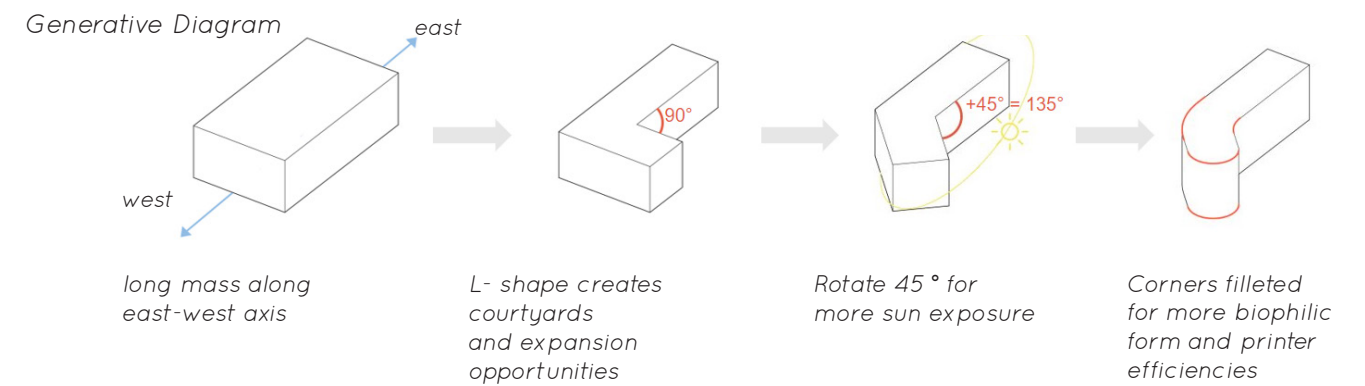 Generative Diagram
east
west
90°
+45° = 135°
long mass along
east-west axis
L- shape creates
courtyards
and expansion
opportunities
Rotate 45° for
more sun exposure
Corners filleted
for more biophilic
form and printer
efficiencies